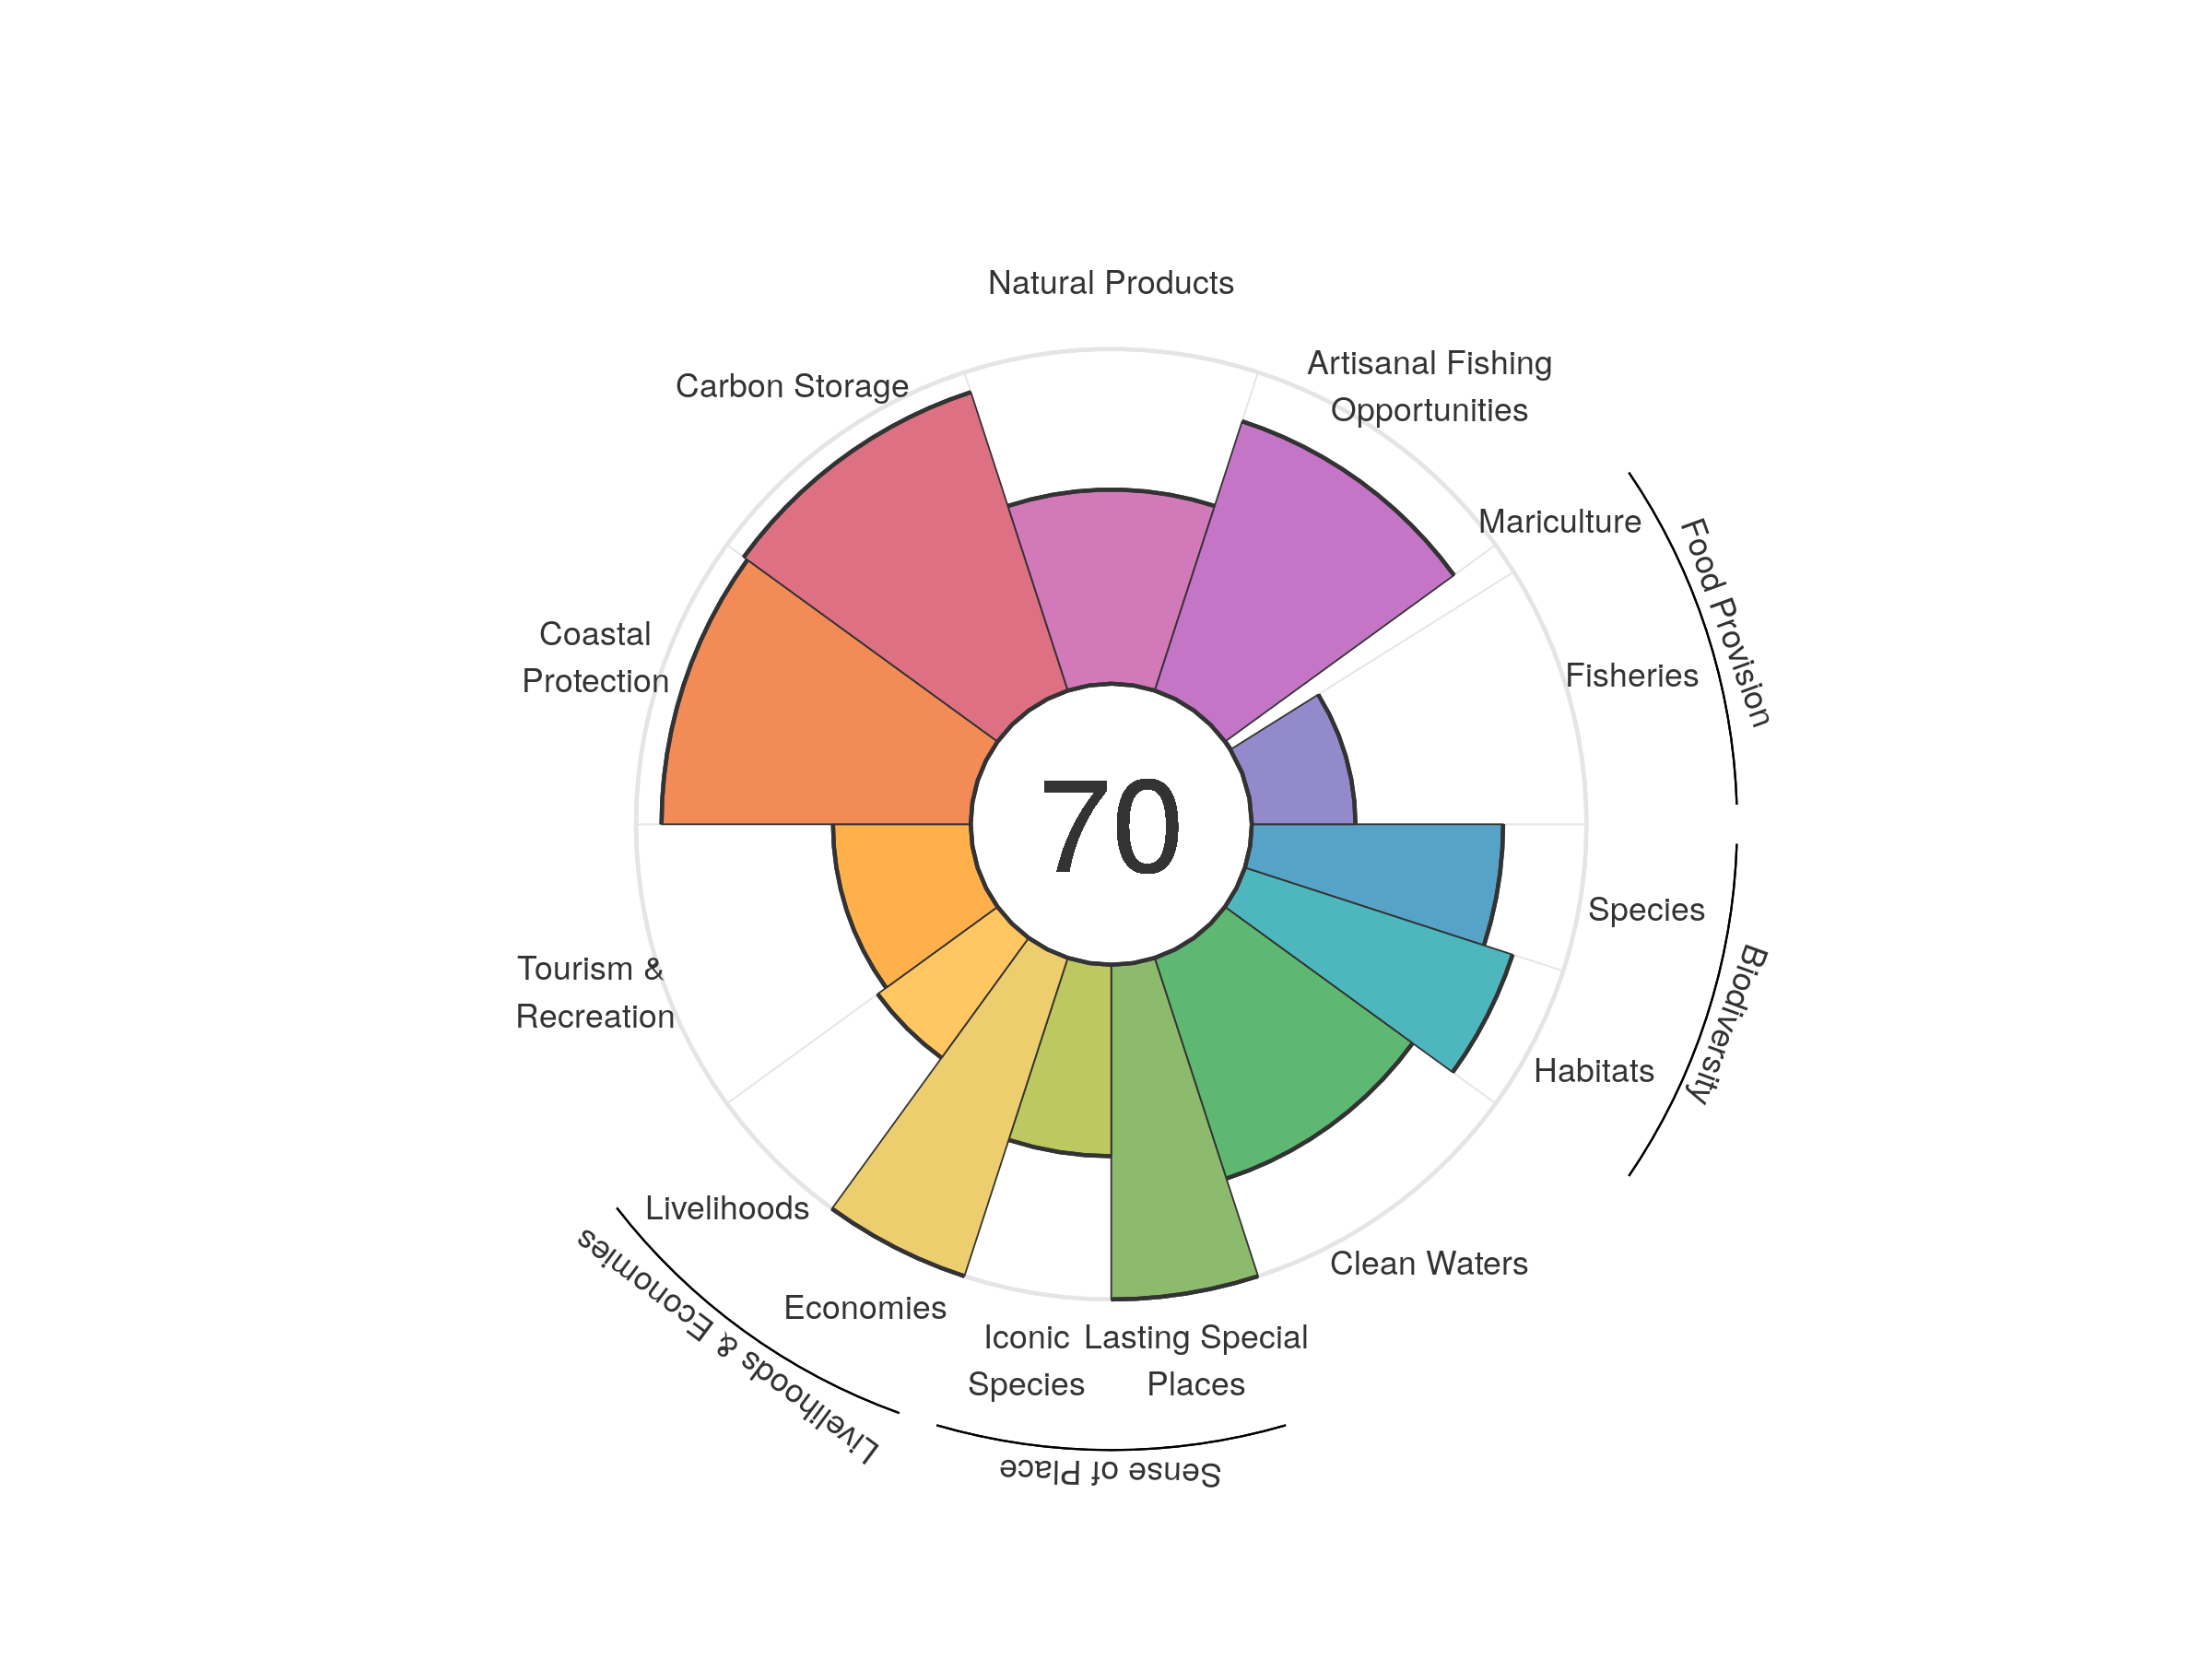 Natural Products
Artisanal Fishing
Opportunities
Carbon Storage
Mariculture
Food Provision
Coastal
Protection
Fisheries
70
Species
Biodiversity
Tourism &
Recreation
Habitats
Livelihoods
Livelihoods & Economies
Clean Waters
Economies
Iconic
Species
Lasting Special
Places
Sense of Place